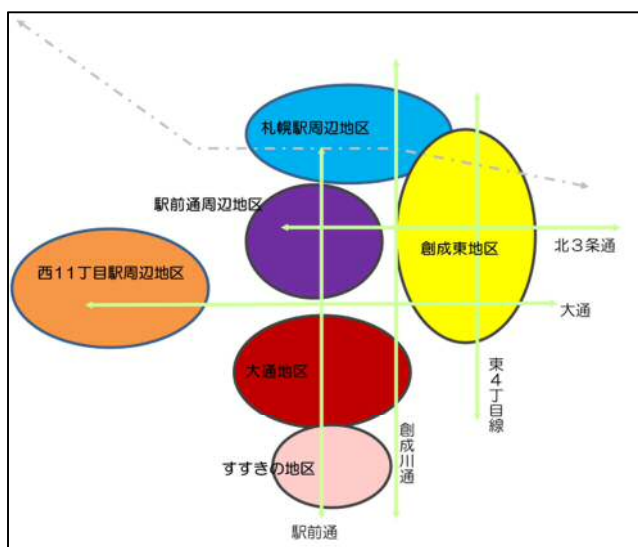 札幌駅周辺地区
駅前通周辺地区
創成東地区
北３条通
西１１丁目駅周辺地区
大通
大通地区
東４丁目線
創成川通
すすきの地区
駅前通